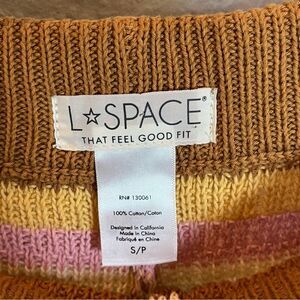 L☆SPACE®
THAT FEEL GOOD FIT
RN# 130061
100% Cotton/Coton
Designed in California
Made in China
Fabriqué en Chine
S/P